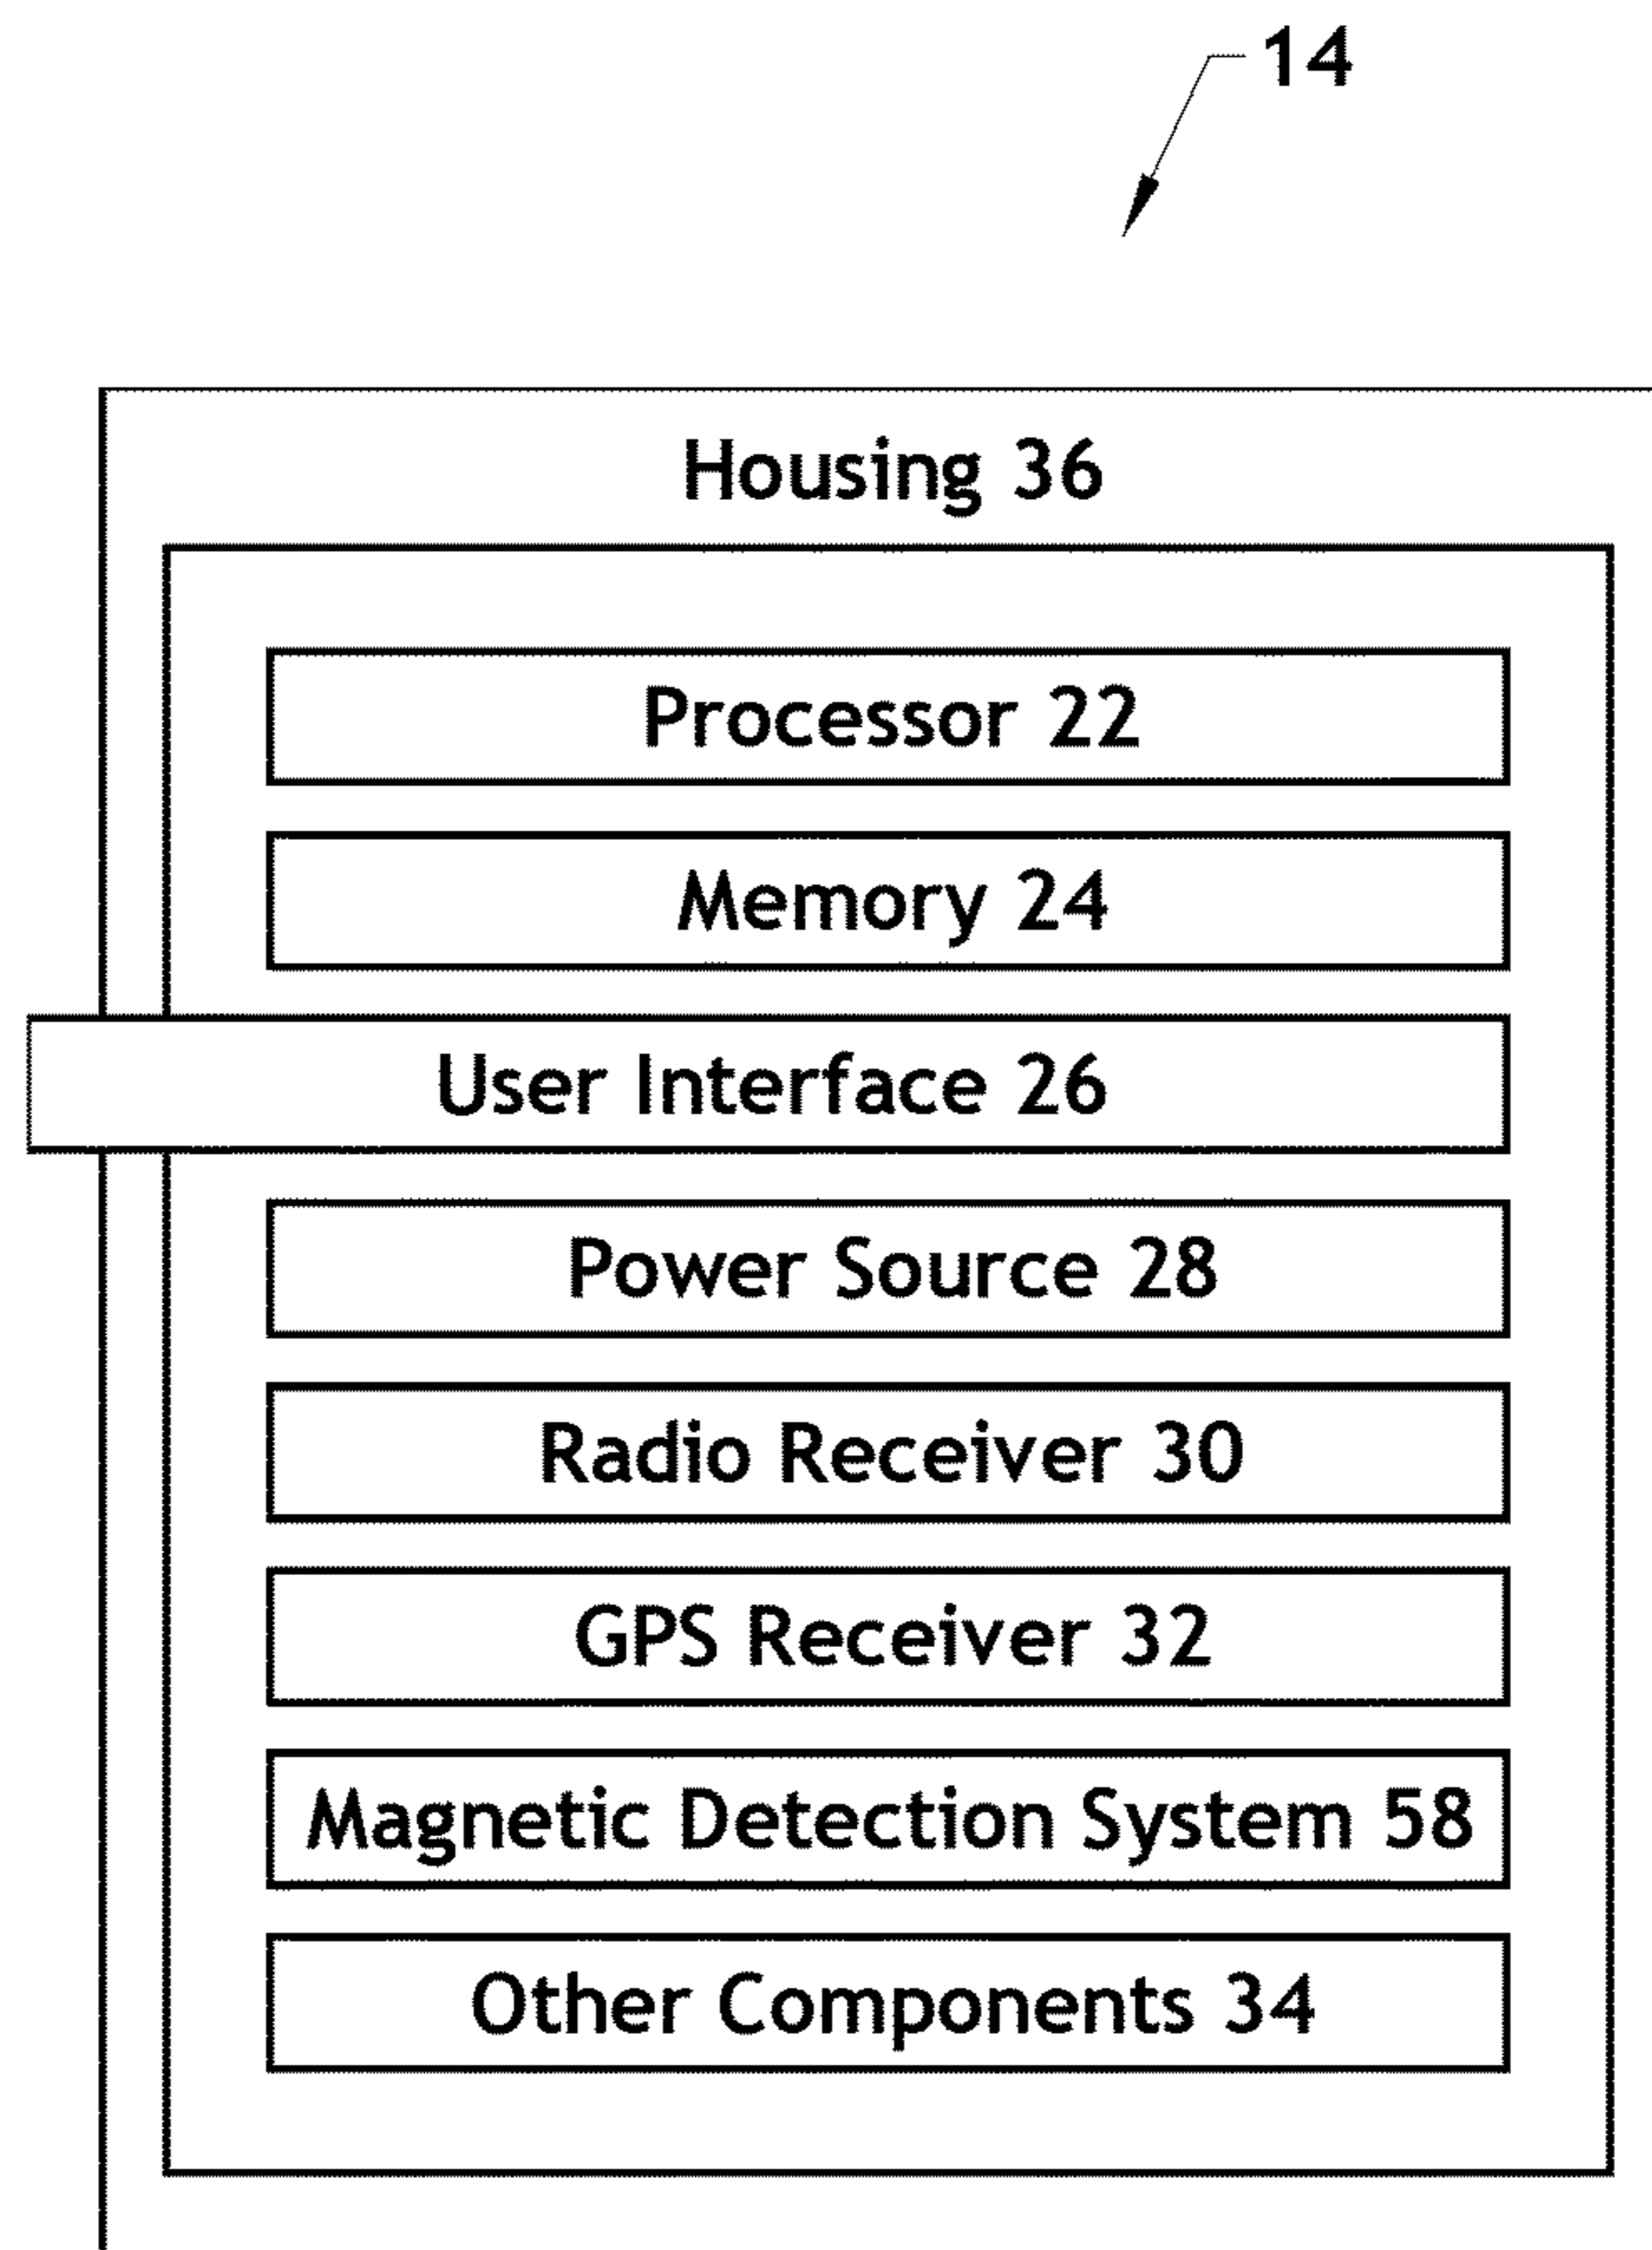 14
Housing 36
Processor 22
Memory 24
User Interface 26
Power Source 28
Radio Receiver 30
GPS Receiver 32
Magnetic Detection System 58
Other Components 34